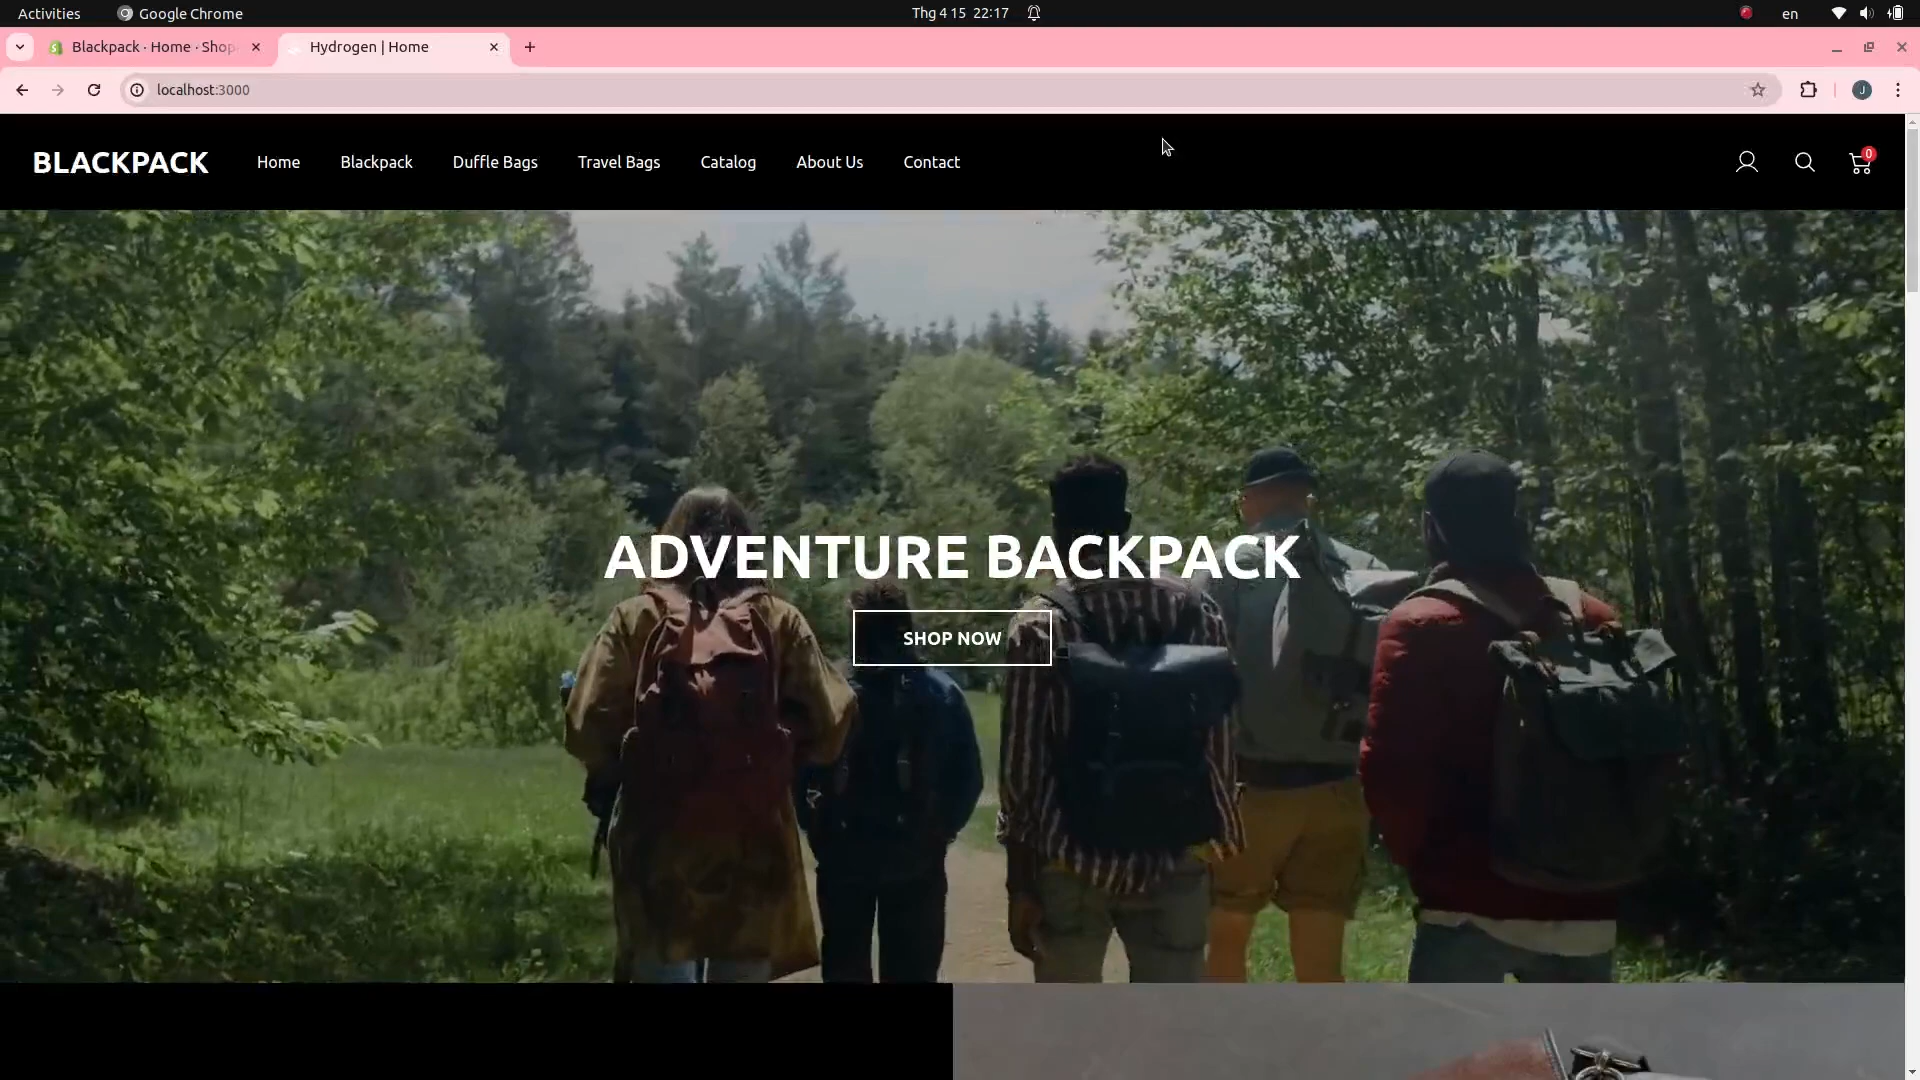 Activities Google Chrome Thg 4 15 22:17 en
Blackpack · Home · Shop Hydrogen | Home
localhost:3000 J
BLACKPACK Home Blackpack Duffle Bags Travel Bags Catalog About Us Contact 0
ADVENTURE BACKPACK
SHOP NOW